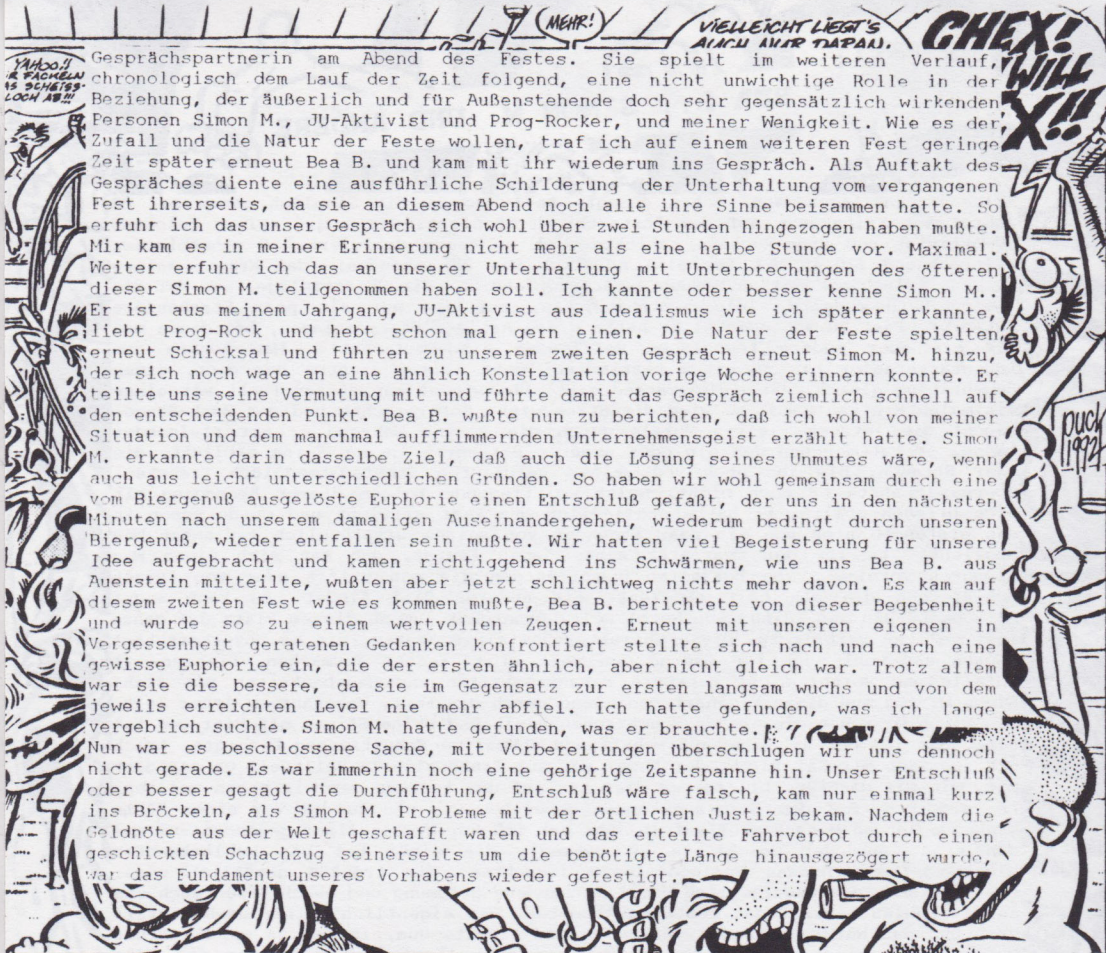 MEHR!
VIELLEICHT LIEGT'S
AUCH NUR DARAN,
CHEX!
WILL
X!!
YAHOO!!
R FACKELN
AS SCHEISS-
LOCH AB!!!
Gesprächspartnerin am Abend des Festes. Sie spielt im weiteren Verlauf,
chronologisch dem Lauf der Zeit folgend, eine nicht unwichtige Rolle in der
Beziehung, der äußerlich und für Außenstehende doch sehr gegensätzlich wirkenden
Personen Simon M., JU-Aktivist und Prog-Rocker, und meiner Wenigkeit. Wie es der
Zufall und die Natur der Feste wollen, traf ich auf einem weiteren Fest geringe
Zeit später erneut Bea B. und kam mit ihr wiederum ins Gespräch. Als Auftakt des
Gespräches diente eine ausführliche Schilderung der Unterhaltung vom vergangenen
Fest ihrerseits, da sie an diesem Abend noch alle ihre Sinne beisammen hatte. So
erfuhr ich das unser Gespräch sich wohl über zwei Stunden hingezogen haben mußte.
Mir kam es in meiner Erinnerung nicht mehr als eine halbe Stunde vor. Maximal.
Weiter erfuhr ich das an unserer Unterhaltung mit Unterbrechungen des öfteren
dieser Simon M. teilgenommen haben soll. Ich kannte oder besser kenne Simon M..
Er ist aus meinem Jahrgang, JU-Aktivist aus Idealismus wie ich später erkannte,
liebt Prog-Rock und hebt schon mal gern einen. Die Natur der Feste spielten
erneut Schicksal und führten zu unserem zweiten Gespräch erneut Simon M. hinzu,
der sich noch wage an eine ähnlich Konstellation vorige Woche erinnern konnte. Er
teilte uns seine Vermutung mit und führte damit das Gespräch ziemlich schnell auf
den entscheidenden Punkt. Bea B. wußte nun zu berichten, daß ich wohl von meiner
Situation und dem manchmal aufflimmernden Unternehmensgeist erzählt hatte. Simon
M. erkannte darin dasselbe Ziel, daß auch die Lösung seines Unmutes wäre, wenn
auch aus leicht unterschiedlichen Gründen. So haben wir wohl gemeinsam durch eine
vom Biergenuß ausgelöste Euphorie einen Entschluß gefaßt, der uns in den nächsten
Minuten nach unserem damaligen Auseinandergehen, wiederum bedingt durch unseren
Biergenuß, wieder entfallen sein mußte. Wir hatten viel Begeisterung für unsere
Idee aufgebracht und kamen richtiggehend ins Schwärmen, wie uns Bea B. aus
Auenstein mitteilte, wußten aber jetzt schlichtweg nichts mehr davon. Es kam auf
diesem zweiten Fest wie es kommen mußte, Bea B. berichtete von dieser Begebenheit
und wurde so zu einem wertvollen Zeugen. Erneut mit unseren eigenen in
Vergessenheit geratenen Gedanken konfrontiert stellte sich nach und nach eine
gewisse Euphorie ein, die der ersten ähnlich, aber nicht gleich war. Trotz allem
war sie die bessere, da sie im Gegensatz zur ersten langsam wuchs und von dem
jeweils erreichten Level nie mehr abfiel. Ich hatte gefunden, was ich lange
vergeblich suchte. Simon M. hatte gefunden, was er brauchte.
Nun war es beschlossene Sache, mit Vorbereitungen überschlugen wir uns dennoch
nicht gerade. Es war immerhin noch eine gehörige Zeitspanne hin. Unser Entschluß
oder besser gesagt die Durchführung, Entschluß wäre falsch, kam nur einmal kurz
ins Bröckeln, als Simon M. Probleme mit der örtlichen Justiz bekam. Nachdem die
Geldnöte aus der Welt geschafft waren und das erteilte Fahrverbot durch einen
geschickten Schachzug seinerseits um die benötigte Länge hinausgezögert wurde,
war das Fundament unseres Vorhabens wieder gefestigt.
puck
1992